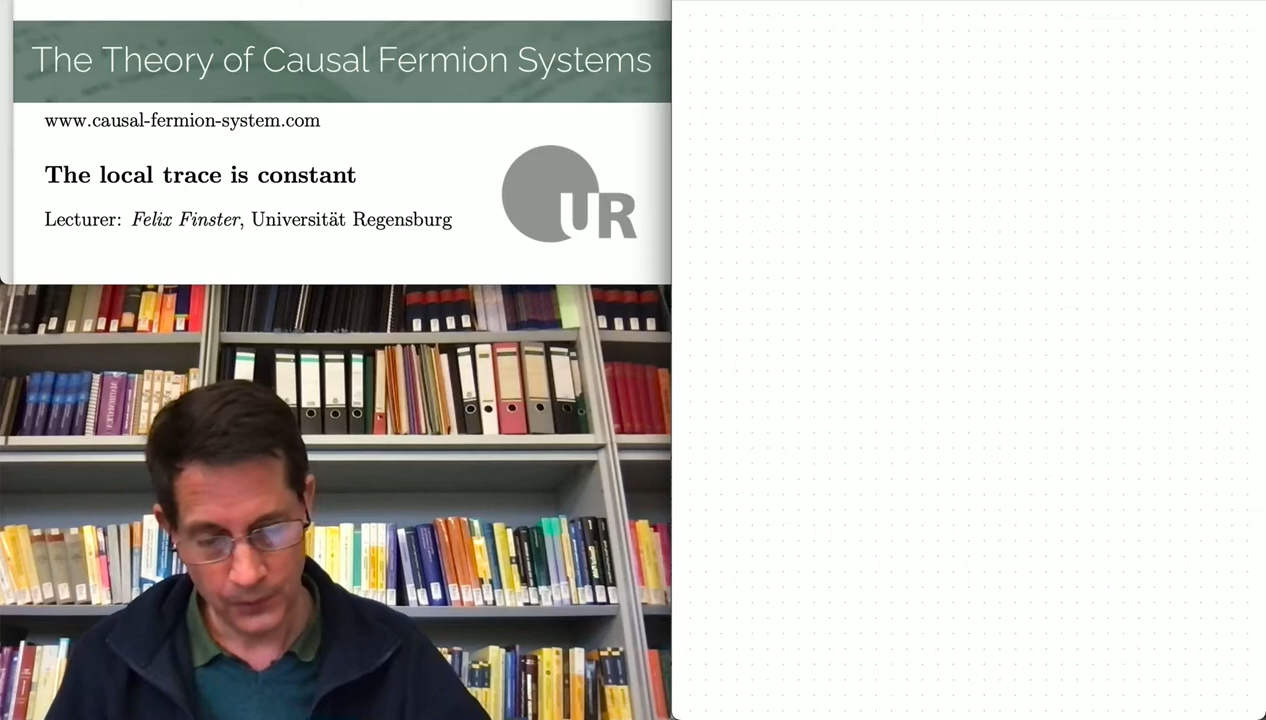 The Theory of Causal Fermion Systems
www.causal-fermion-system.com
The local trace is constant
Lecturer: Felix Finster, Universität Regensburg
UR